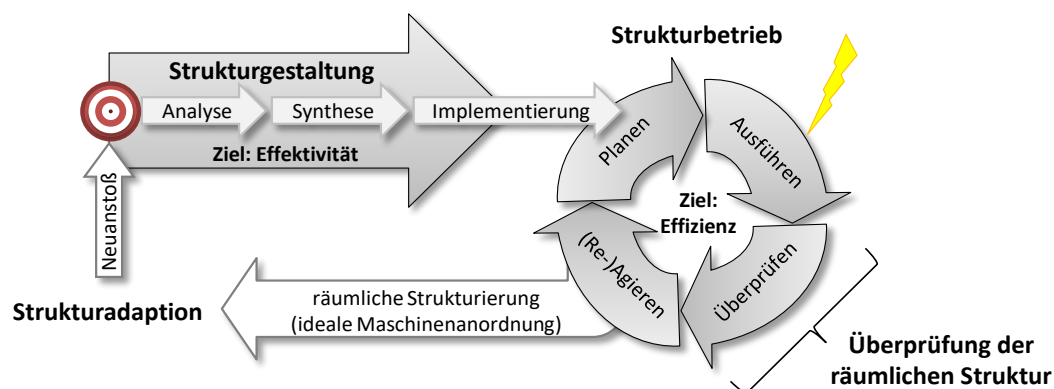 Strukturgestaltung
Analyse
Synthese
Implementierung
Ziel: Effektivität
Neuanstoß
Strukturadaption
räumliche Strukturierung
(ideale Maschinenanordnung)
Strukturbetrieb
Planen
Ausführen
Überprüfen
(Re-)Agieren
Ziel:
Effizienz
Überprüfung der
räumlichen Struktur